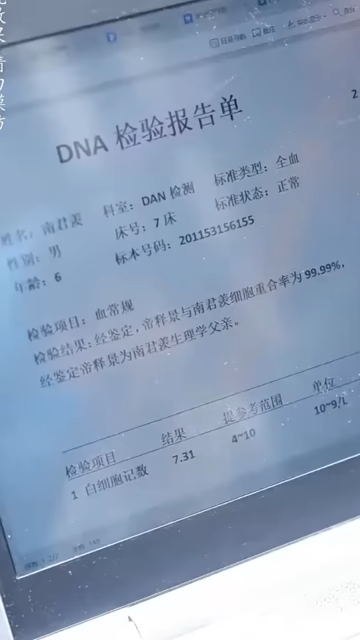 DNA 检验报告单
2
姓名：南君羡 科室：DAN 检测 标准类型：全血
性别：男 床号：7 床 标准状态：正常
年龄：6 标本号码：201153156155
检验项目：血常规
检验结果：经鉴定，帝释景与南君羡细胞重合率为 99.99%，
经鉴定帝释景为南君羡生理学父亲。
检验项目 结果 提参考范围 单位
1 白细胞记数 7.31 4~10 10~9/L